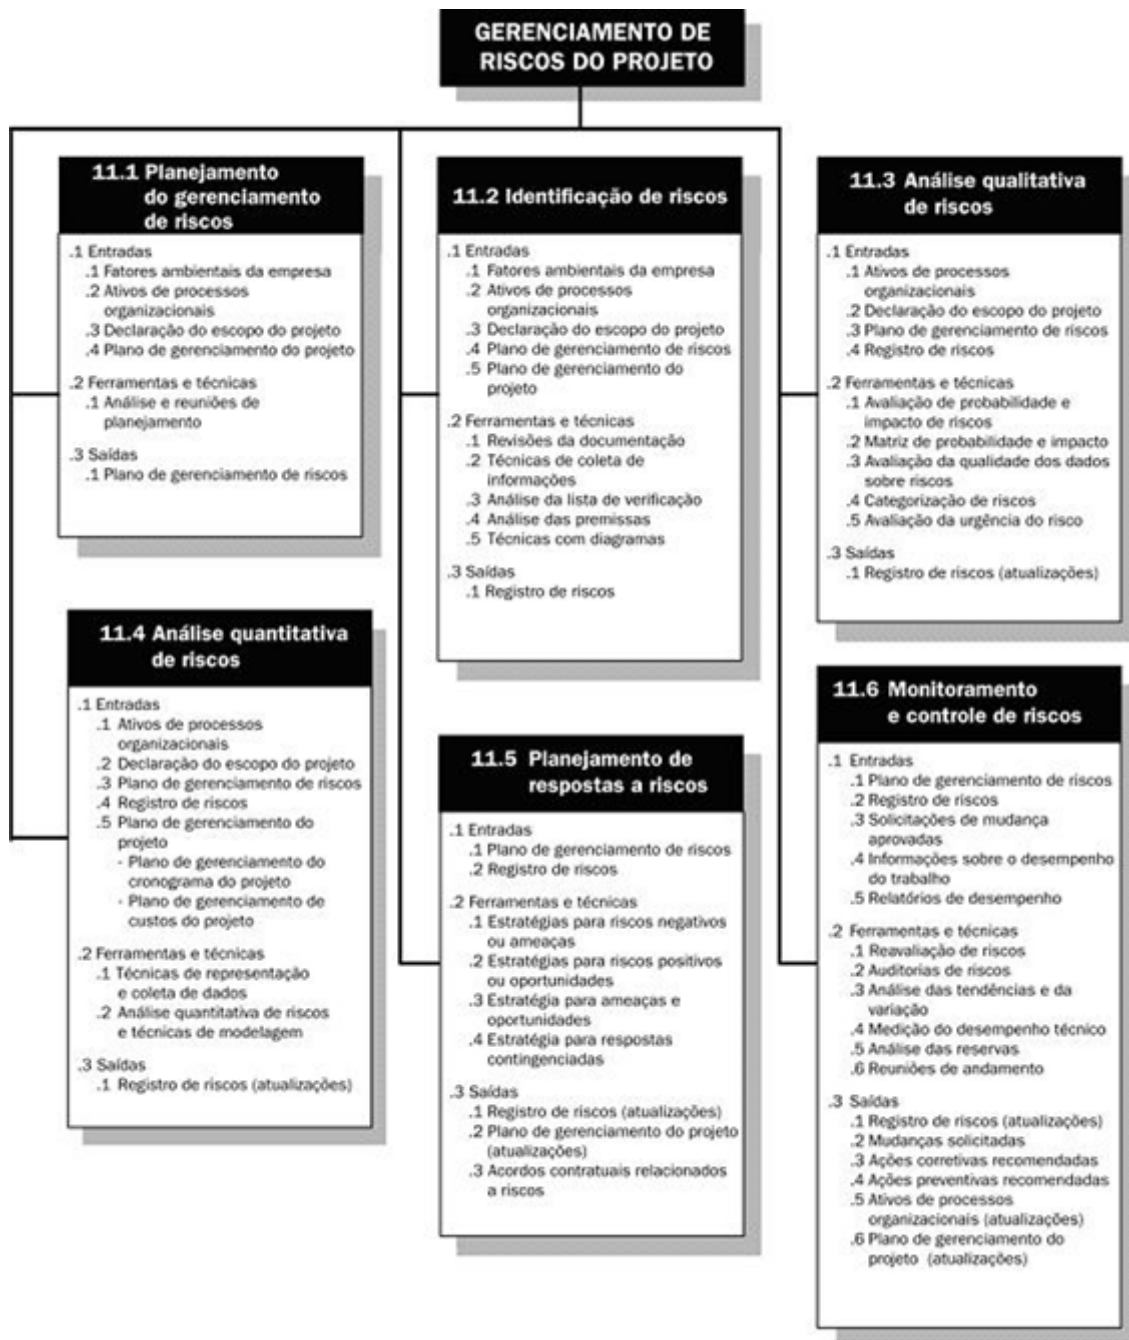 GERENCIAMENTO DE
RISCOS DO PROJETO
11.1 Planejamento
do gerenciamento
de riscos
.1 Entradas
.1 Fatores ambientais da empresa
.2 Ativos de processos
organizacionais
.3 Declaração do escopo do projeto
.4 Plano de gerenciamento do projeto
.2 Ferramentas e técnicas
.1 Análise e reuniões de
planejamento
.3 Saídas
.1 Plano de gerenciamento de riscos
11.2 Identificação de riscos
.1 Entradas
.1 Fatores ambientais da empresa
.2 Ativos de processos
organizacionais
.3 Declaração do escopo do projeto
.4 Plano de gerenciamento de riscos
.5 Plano de gerenciamento do
projeto
.2 Ferramentas e técnicas
.1 Revisões da documentação
.2 Técnicas de coleta de
informações
.3 Análise da lista de verificação
.4 Análise das premissas
.5 Técnicas com diagramas
.3 Saídas
.1 Registro de riscos
11.3 Análise qualitativa
de riscos
.1 Entradas
.1 Ativos de processos
organizacionais
.2 Declaração do escopo do projeto
.3 Plano de gerenciamento de riscos
.4 Registro de riscos
.2 Ferramentas e técnicas
.1 Avaliação de probabilidade e
impacto de riscos
.2 Matriz de probabilidade e impacto
.3 Avaliação da qualidade dos dados
sobre riscos
.4 Categorização de riscos
.5 Avaliação da urgência do risco
.3 Saídas
.1 Registro de riscos (atualizações)
11.4 Análise quantitativa
de riscos
.1 Entradas
.1 Ativos de processos
organizacionais
.2 Declaração do escopo do projeto
.3 Plano de gerenciamento de riscos
.4 Registro de riscos
.5 Plano de gerenciamento do
projeto
- Plano de gerenciamento do
cronograma do projeto
- Plano de gerenciamento de
custos do projeto
.2 Ferramentas e técnicas
.1 Técnicas de representação
e coleta de dados
.2 Análise quantitativa de riscos
e técnicas de modelagem
.3 Saídas
.1 Registro de riscos (atualizações)
11.5 Planejamento de
respostas a riscos
.1 Entradas
.1 Plano de gerenciamento de riscos
.2 Registro de riscos
.2 Ferramentas e técnicas
.1 Estratégias para riscos negativos
ou ameaças
.2 Estratégias para riscos positivos
ou oportunidades
.3 Estratégia para ameaças e
oportunidades
.4 Estratégia para respostas
contingenciadas
.3 Saídas
.1 Registro de riscos (atualizações)
.2 Plano de gerenciamento do projeto
(atualizações)
.3 Acordos contratuais relacionados
a riscos
11.6 Monitoramento
e controle de riscos
.1 Entradas
.1 Plano de gerenciamento de riscos
.2 Registro de riscos
.3 Solicitações de mudança
aprovadas
.4 Informações sobre o desempenho
do trabalho
.5 Relatórios de desempenho
.2 Ferramentas e técnicas
.1 Reavaliação de riscos
.2 Auditorias de riscos
.3 Análise das tendências e da
variação
.4 Medição do desempenho técnico
.5 Análise das reservas
.6 Reuniões de andamento
.3 Saídas
.1 Registro de riscos (atualizações)
.2 Mudanças solicitadas
.3 Ações corretivas recomendadas
.4 Ações preventivas recomendadas
.5 Ativos de processos
organizacionais (atualizações)
.6 Plano de gerenciamento do
projeto (atualizações)